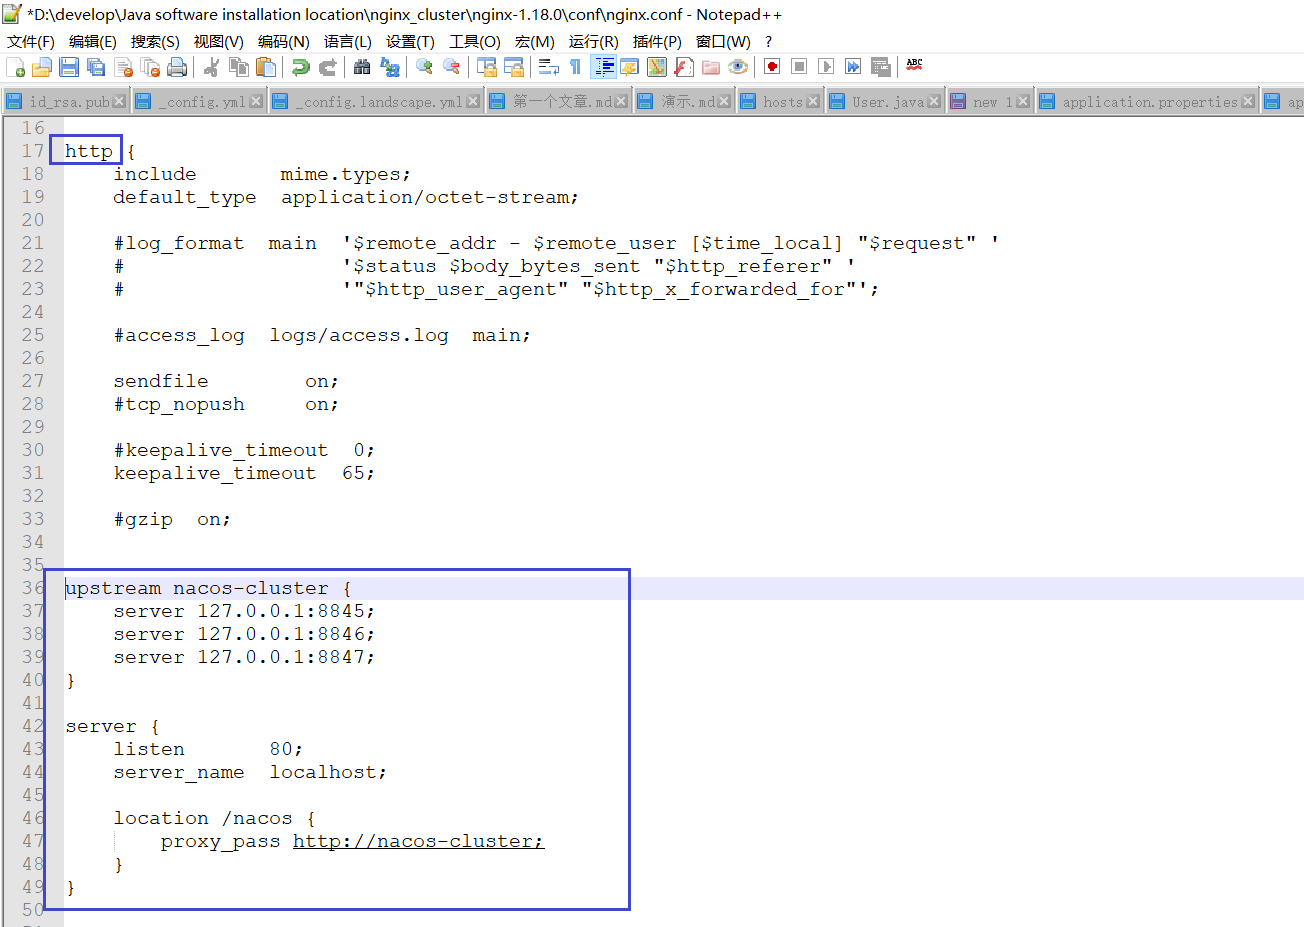 *D:\develop\Java software installation location\nginx_cluster\nginx-1.18.0\conf\nginx.conf - Notepad++
文件(F) 编辑(E) 搜索(S) 视图(V) 编码(N) 语言(L) 设置(T) 工具(O) 宏(M) 运行(R) 插件(P) 窗口(W) ?
ABC
id_rsa.pub _config.yml _config.landscape.yml 第一个文章.md 演示.md hosts User.java new 1 application.properties ap
16
17 http {
18     include       mime.types;
19     default_type  application/octet-stream;
20
21     #log_format  main  '$remote_addr - $remote_user [$time_local] "$request" '
22     #                  '$status $body_bytes_sent "$http_referer" '
23     #                  '"$http_user_agent" "$http_x_forwarded_for"';
24
25     #access_log  logs/access.log  main;
26
27     sendfile        on;
28     #tcp_nopush     on;
29
30     #keepalive_timeout  0;
31     keepalive_timeout  65;
32
33     #gzip  on;
34
35
36 upstream nacos-cluster {
37     server 127.0.0.1:8845;
38     server 127.0.0.1:8846;
39     server 127.0.0.1:8847;
40 }
41
42 server {
43     listen       80;
44     server_name  localhost;
45
46     location /nacos {
47         proxy_pass http://nacos-cluster;
48     }
49 }
50